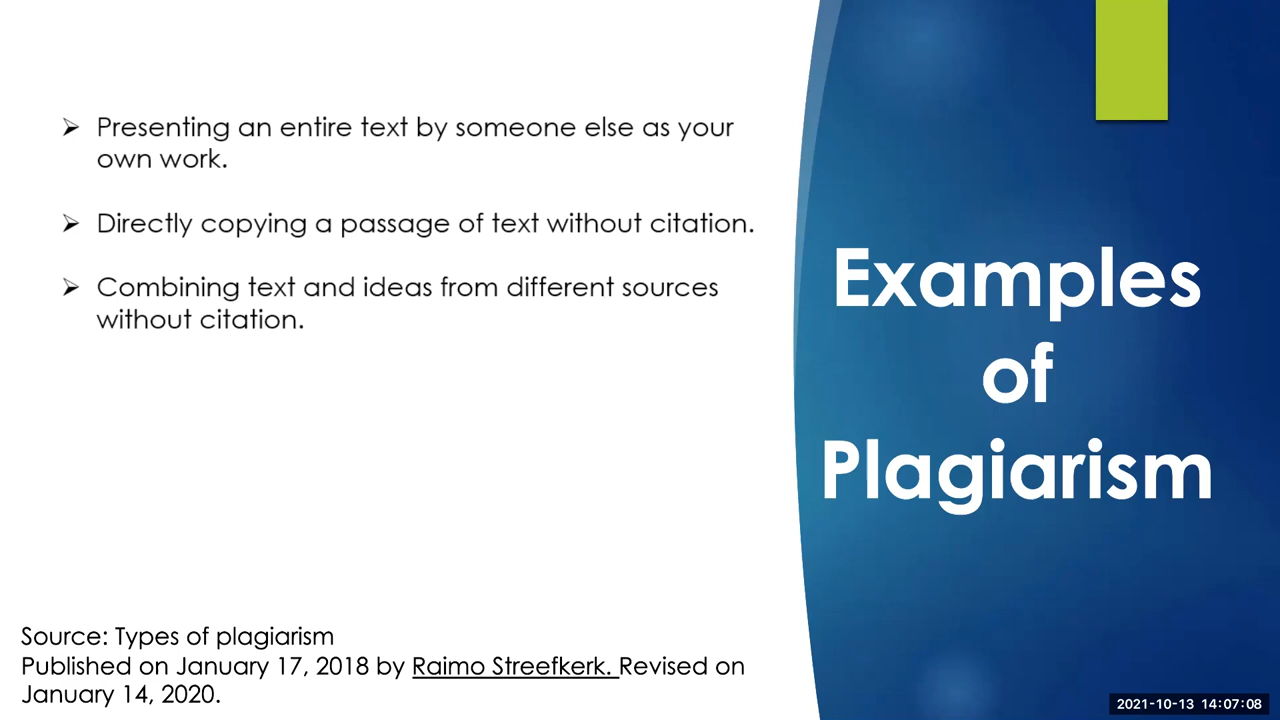 ➢ Presenting an entire text by someone else as your
own work.
➢ Directly copying a passage of text without citation.
➢ Combining text and ideas from different sources
without citation.
Examples
of
Plagiarism
Source: Types of plagiarism
Published on January 17, 2018 by Raimo Streefkerk. Revised on
January 14, 2020.
2021-10-13 14:07:08